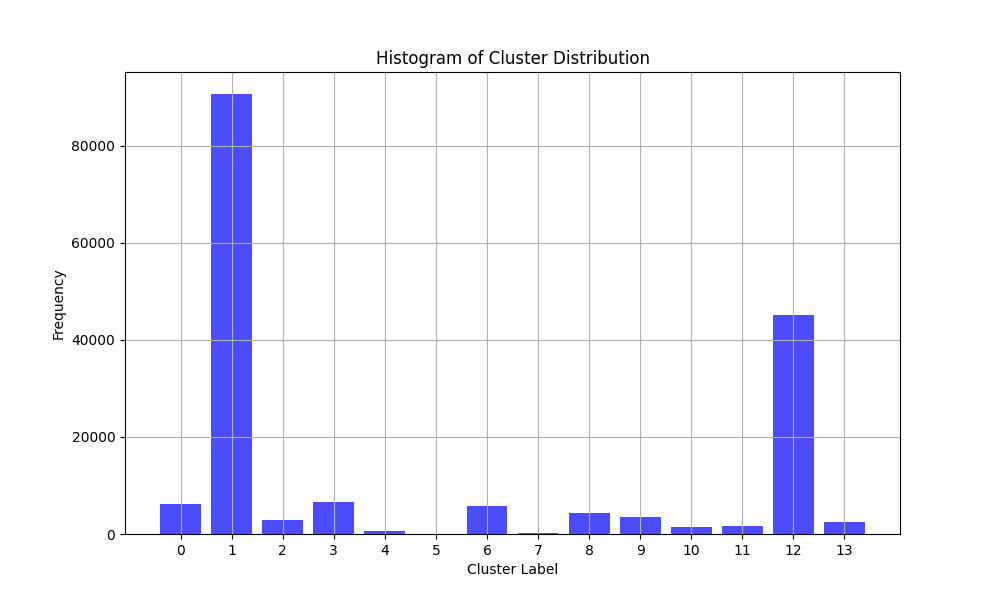 Histogram of Cluster Distribution
80000
60000
40000
20000
0
Frequency
0 1 2 3 4 5 6 7 8 9 10 11 12 13
Cluster Label